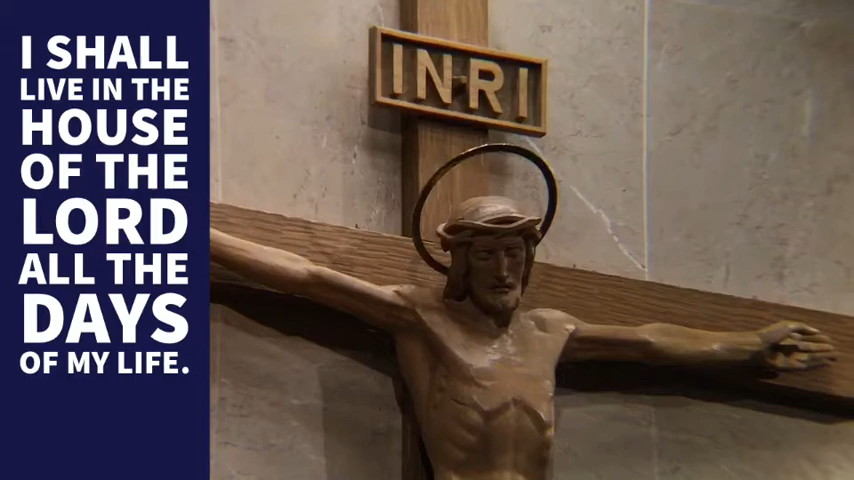 I SHALL
LIVE IN THE
HOUSE
OF THE
LORD
ALL THE
DAYS
OF MY LIFE.
INRI